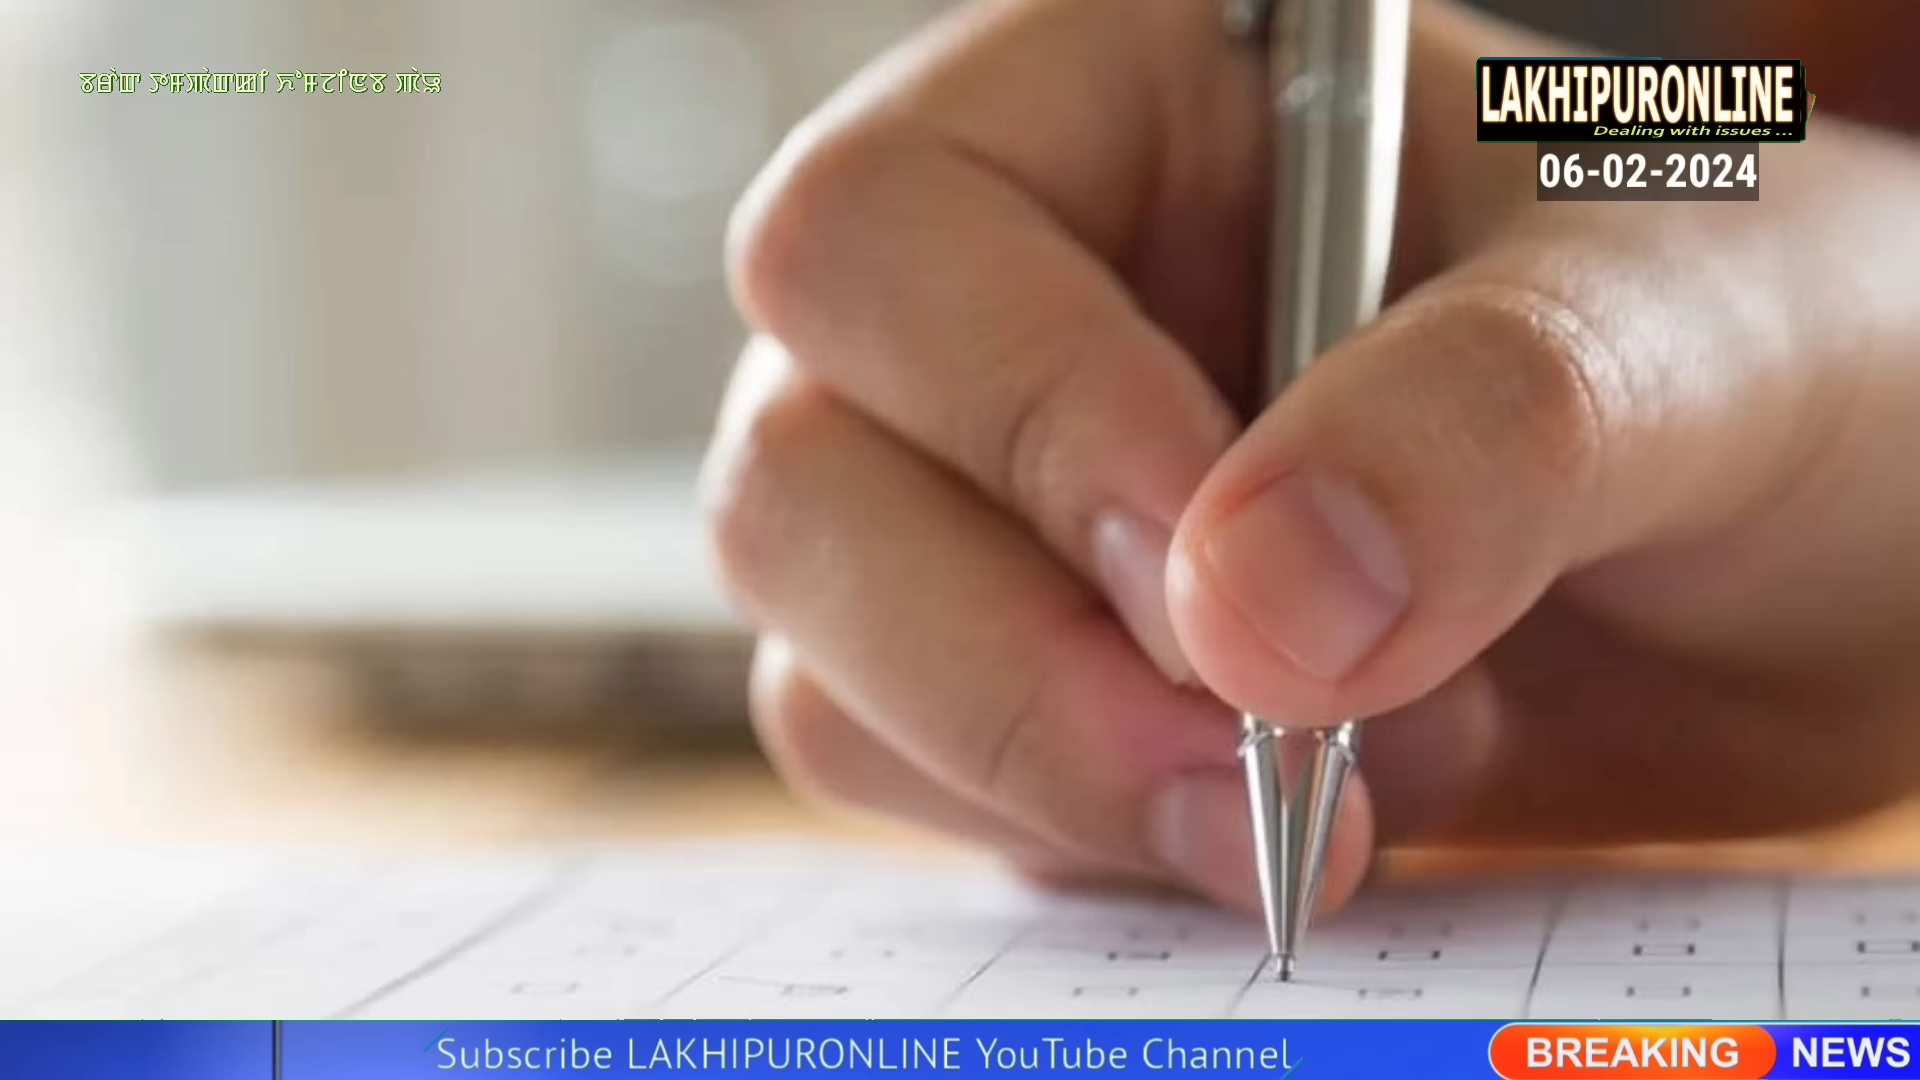 LAKHIPURONLINE
Dealing with issues ...
06-02-2024
Subscribe LAKHIPURONLINE YouTube Channel
BREAKING NEWS